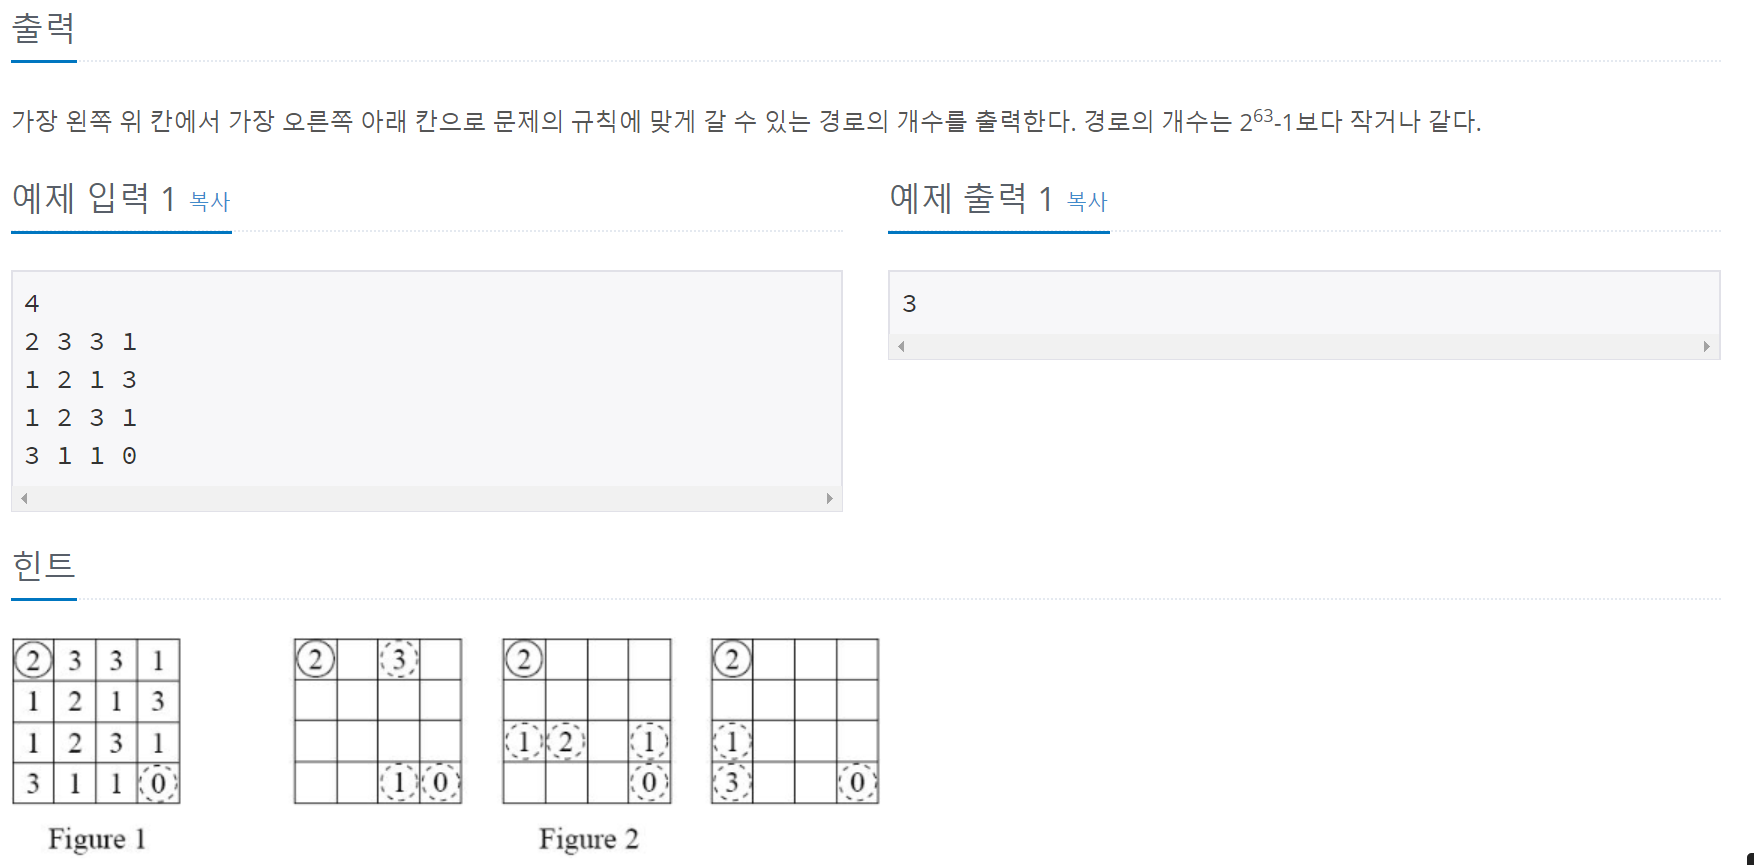 출력
가장 왼쪽 위 칸에서 가장 오른쪽 아래 칸으로 문제의 규칙에 맞게 갈 수 있는 경로의 개수를 출력한다. 경로의 개수는 2⁶³-1보다 작거나 같다.
예제 입력 1 복사
4
2 3 3 1
1 2 1 3
1 2 3 1
3 1 1 0
예제 출력 1 복사
3
힌트
2 3 3 1
1 2 1 3
1 2 3 1
3 1 1 0
Figure 1
2 3
1 0
2
1 2 1
0
2
1
3 0
Figure 2